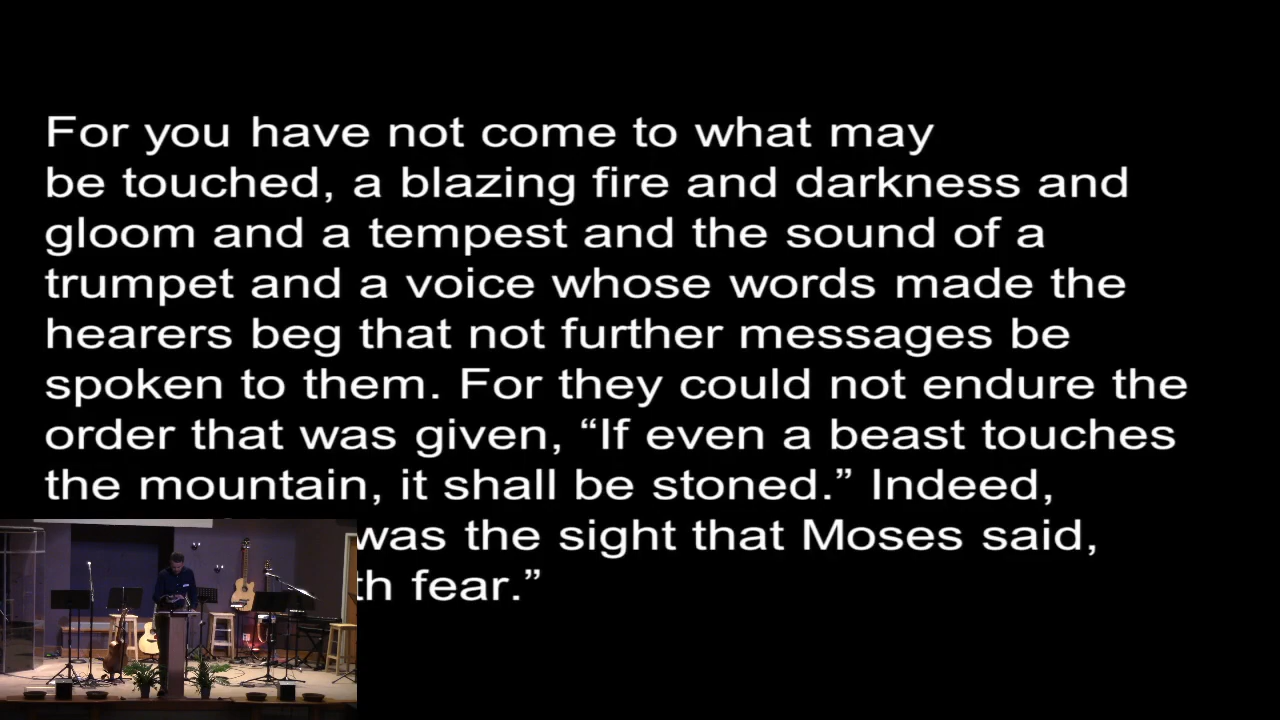 For you have not come to what may
be touched, a blazing fire and darkness and
gloom and a tempest and the sound of a
trumpet and a voice whose words made the
hearers beg that not further messages be
spoken to them. For they could not endure the
order that was given, “If even a beast touches
the mountain, it shall be stoned.” Indeed,
was the sight that Moses said,
th fear.”